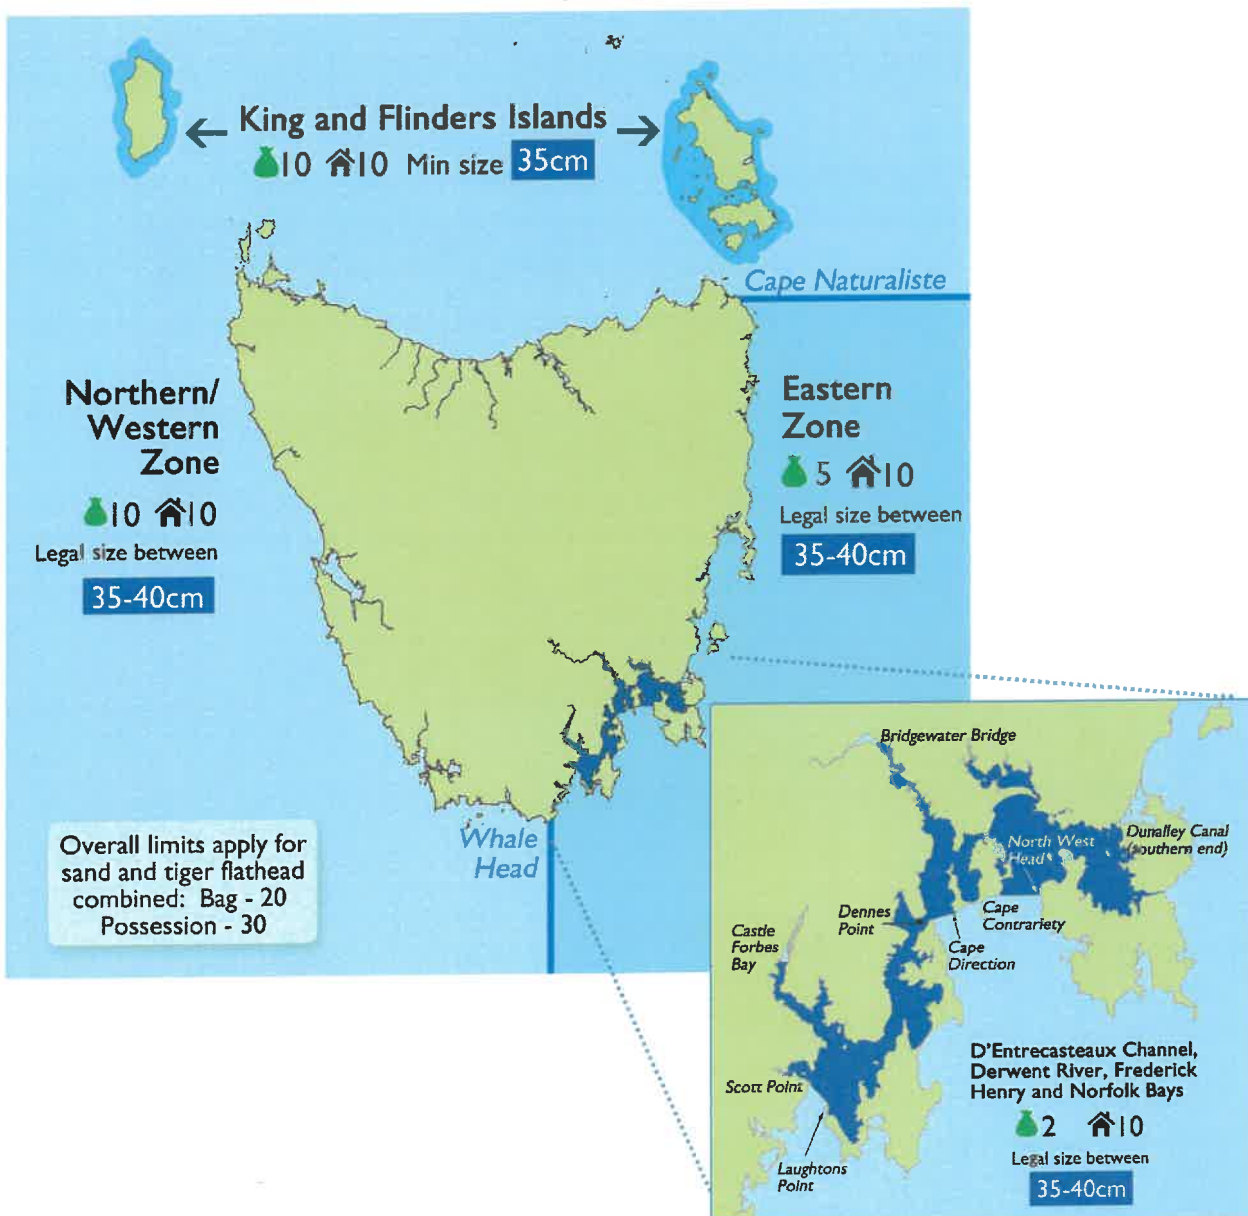 King and Flinders Islands
10 10 Min size 35cm
Cape Naturaliste
Northern/
Western
Zone
10 10
Legal size between
35-40cm
Eastern
Zone
5 10
Legal size between
35-40cm
Whale
Head
Overall limits apply for
sand and tiger flathead
combined: Bag - 20
Possession - 30
Bridgewater Bridge
North West
Head
Dunalley Canal
(southern end)
Dennes
Point
Cape
Contrariety
Castle
Forbes
Bay
Cape
Direction
Scott Point
Laughtons
Point
D'Entrecasteaux Channel,
Derwent River, Frederick
Henry and Norfolk Bays
2 10
Legal size between
35-40cm